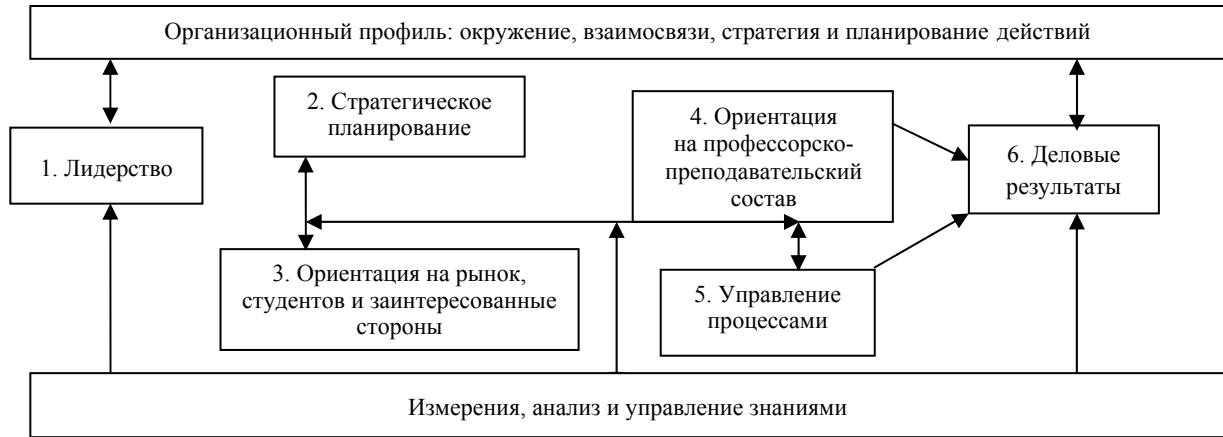 Организационный профиль: окружение, взаимосвязи, стратегия и планирование действий
1. Лидерство
2. Стратегическое
планирование
3. Ориентация на рынок,
студентов и заинтересованные
стороны
4. Ориентация
на профессорско-
преподавательский
состав
5. Управление
процессами
6. Деловые
результаты
Измерения, анализ и управление знаниями